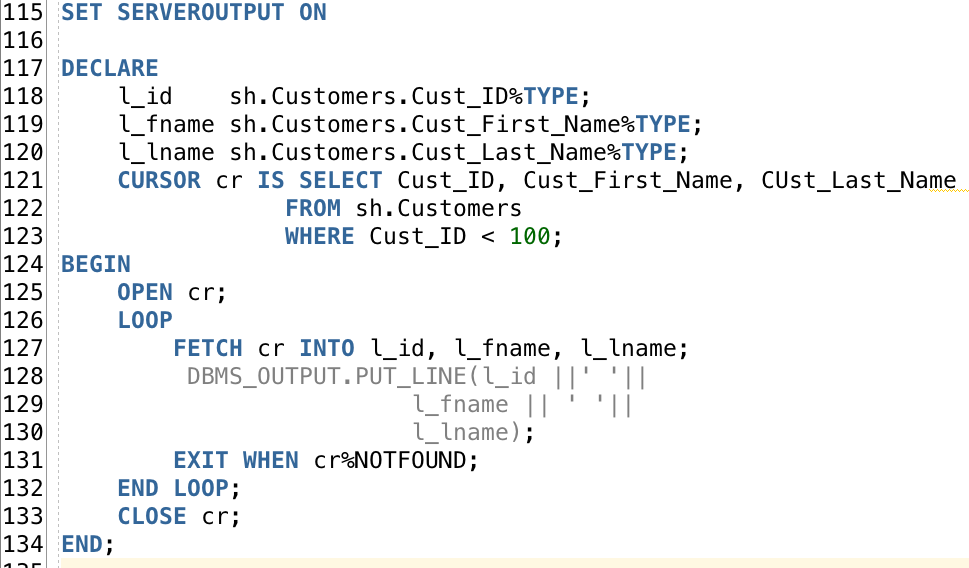 115 SET SERVEROUTPUT ON
116
117 DECLARE
118     l_id    sh.Customers.Cust_ID%TYPE;
119     l_fname sh.Customers.Cust_First_Name%TYPE;
120     l_lname sh.Customers.Cust_Last_Name%TYPE;
121     CURSOR cr IS SELECT Cust_ID, Cust_First_Name, CUst_Last_Name
122                 FROM sh.Customers
123                 WHERE Cust_ID < 100;
124 BEGIN
125     OPEN cr;
126     LOOP
127         FETCH cr INTO l_id, l_fname, l_lname;
128          DBMS_OUTPUT.PUT_LINE(l_id ||' '||
129                          l_fname || ' '||
130                          l_lname);
131         EXIT WHEN cr%NOTFOUND;
132     END LOOP;
133     CLOSE cr;
134 END;
135